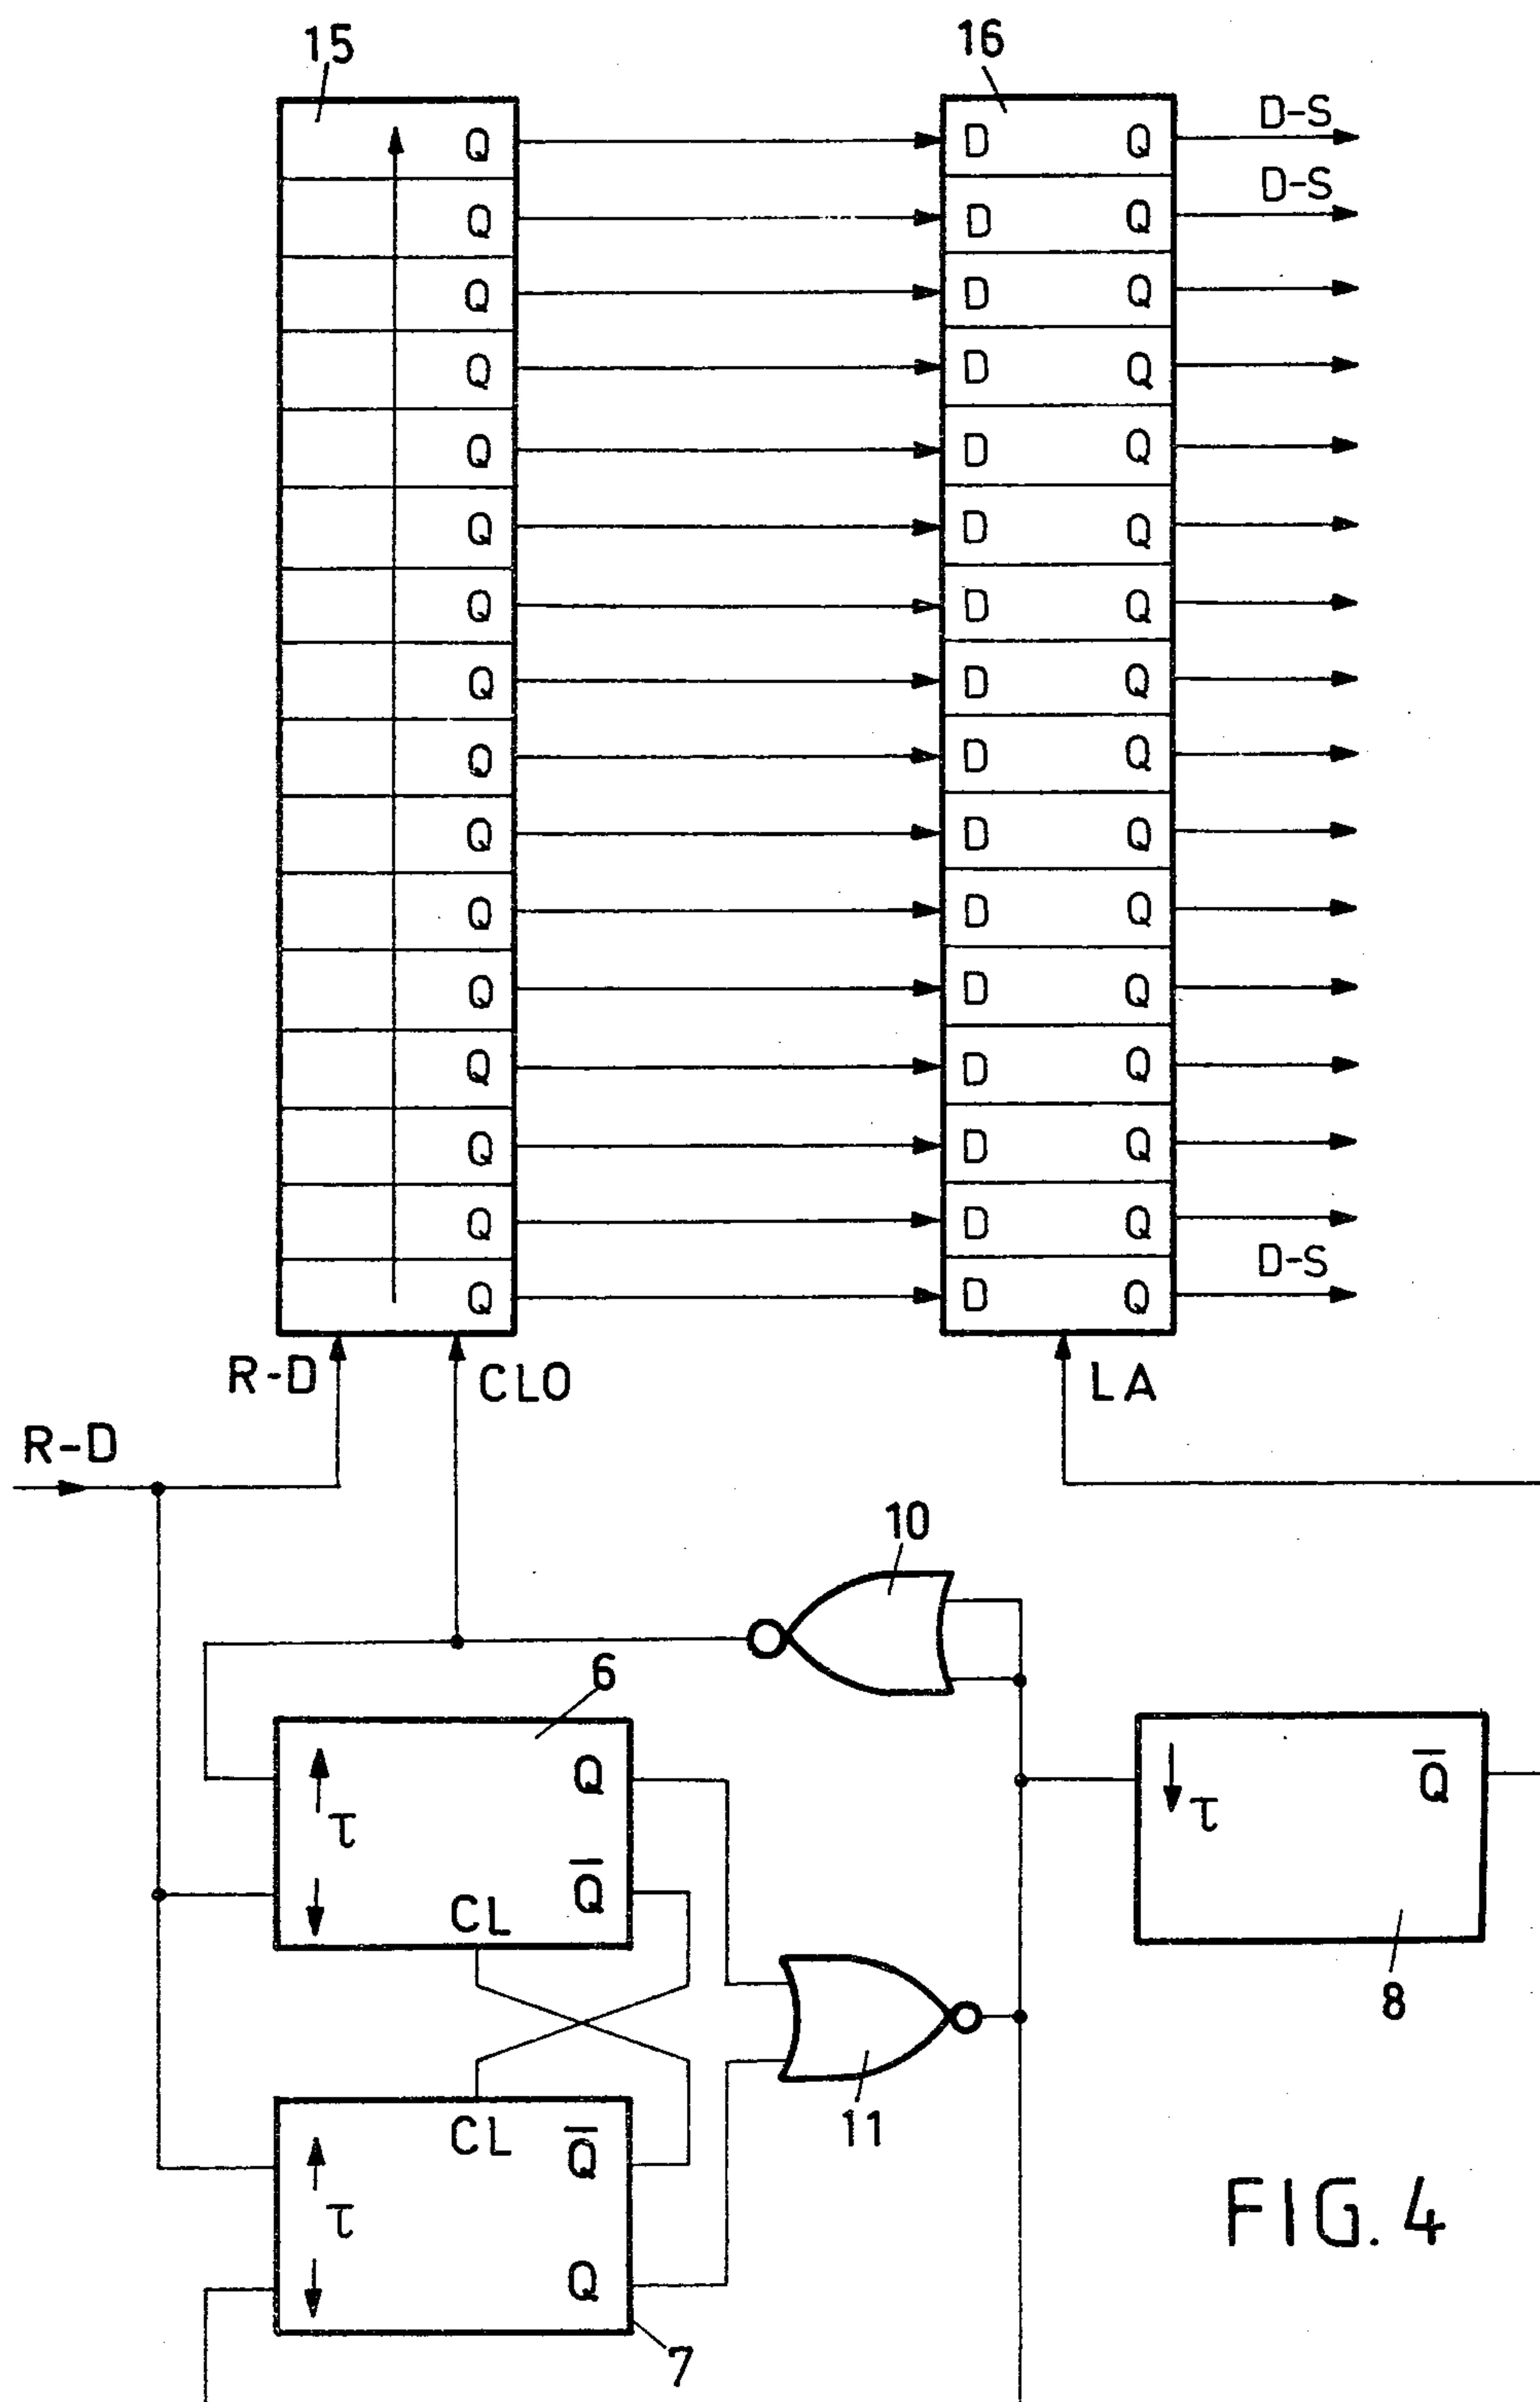 15 16
Q D Q D-S
Q D Q D-S
Q D Q
Q D Q
Q D Q
Q D Q
Q D Q
Q D Q
Q D Q
Q D Q
Q D Q
Q D Q
Q D Q
Q D Q
Q D Q
Q D Q D-S
R-D CLO LA
R-D
10
6
Q Q̅
τ τ
Q̅
CL
8
11
CL Q̅
τ
Q
7
FIG. 4